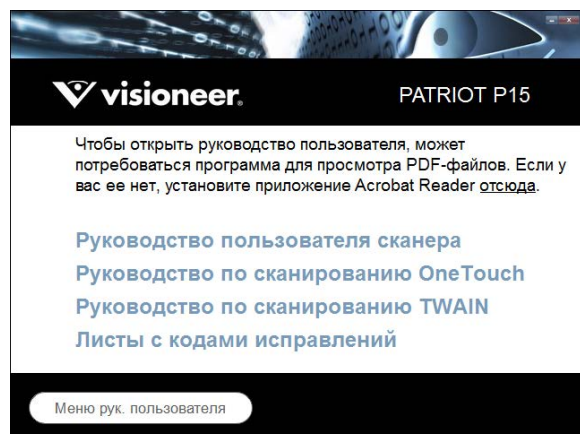 visioneer.
PATRIOT P15
Чтобы открыть руководство пользователя, может
потребоваться программа для просмотра PDF-файлов. Если у
вас ее нет, установите приложение Acrobat Reader отсюда.
Руководство пользователя сканера
Руководство по сканированию OneTouch
Руководство по сканированию TWAIN
Листы с кодами исправлений
Меню рук. пользователя